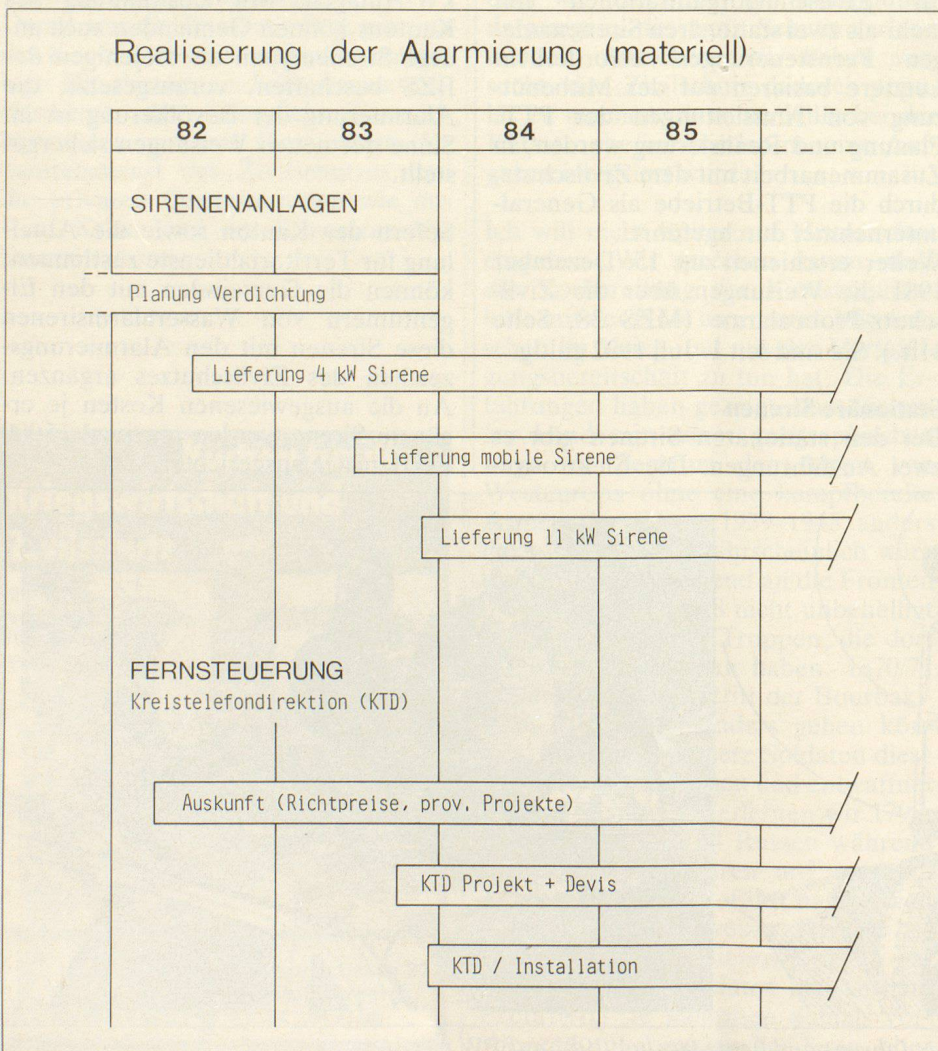 Realisierung der Alarmierung (materiell)
82 83 84 85
SIRENENANLAGEN
Planung Verdichtung
Lieferung 4 kW Sirene
Lieferung mobile Sirene
Lieferung 11 kW Sirene
FERNSTEUERUNG
Kreistelefondirektion (KTD)
Auskunft (Richtpreise, prov. Projekte)
KTD Projekt + Devis
KTD / Installation